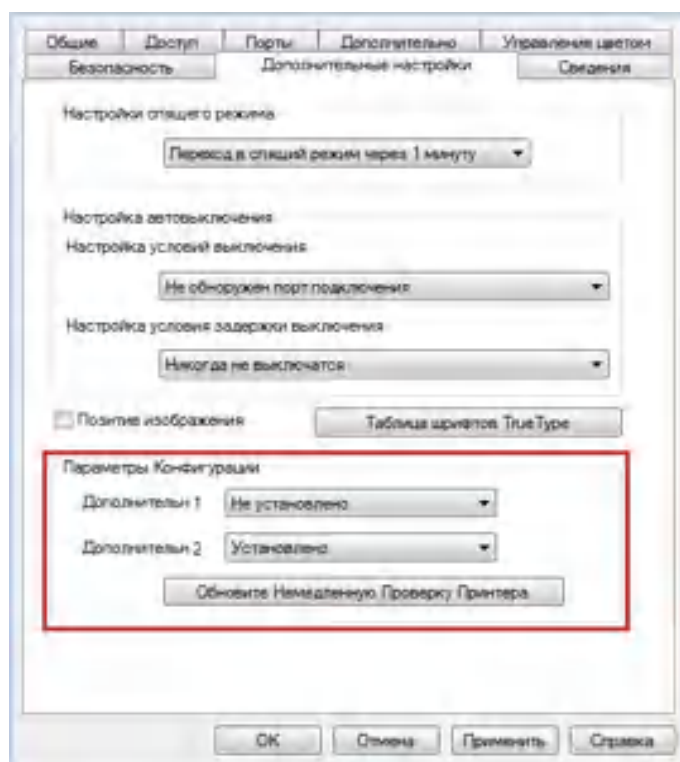 Общие Доступ Порты Дополнительно Управление цветом
Безопасность Дополнительные настройки Сведения
Настройки спящего режима
Переход в спящий режим через 1 минуту
Настройка автовыключения
Настройка условий выключения
Не обнаружен порт подключения
Настройка условия задержки выключения
Никогда не выключатся
Позитив изображения Таблица шрифтов TrueType
Параметры Конфигурации
Дополнительн 1 Не установлено
Дополнительн 2 Установлено
Обновите Немедленную Проверку Принтера
OK Отмена Применить Справка